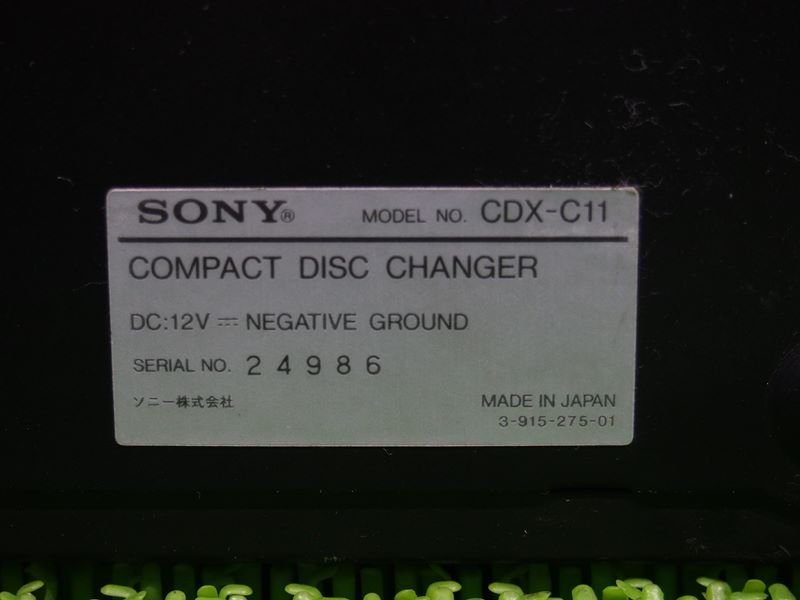 SONY® MODEL NO. CDX-C11
COMPACT DISC CHANGER
DC:12V ⎓ NEGATIVE GROUND
SERIAL NO. 24986
ソニー株式会社 MADE IN JAPAN
3-915-275-01